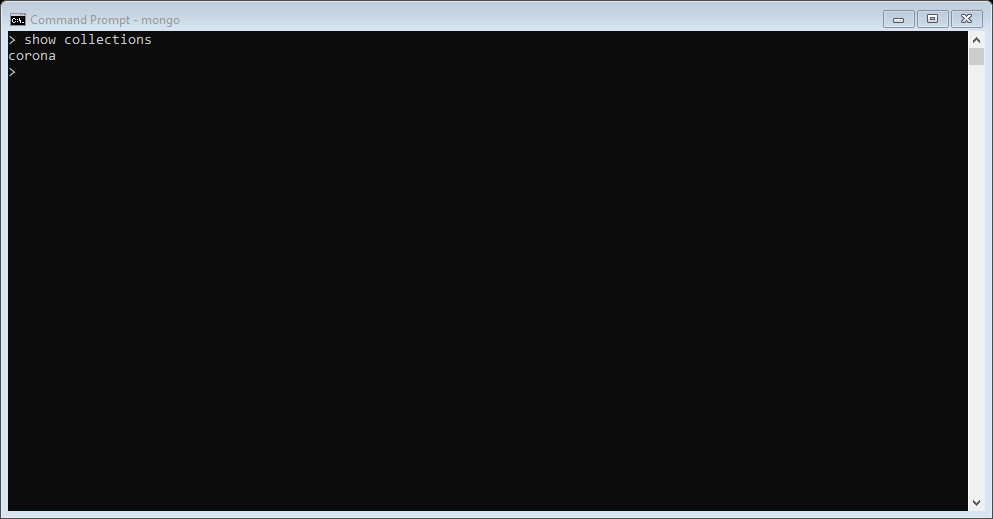 Command Prompt - mongo
> show collections
corona
>